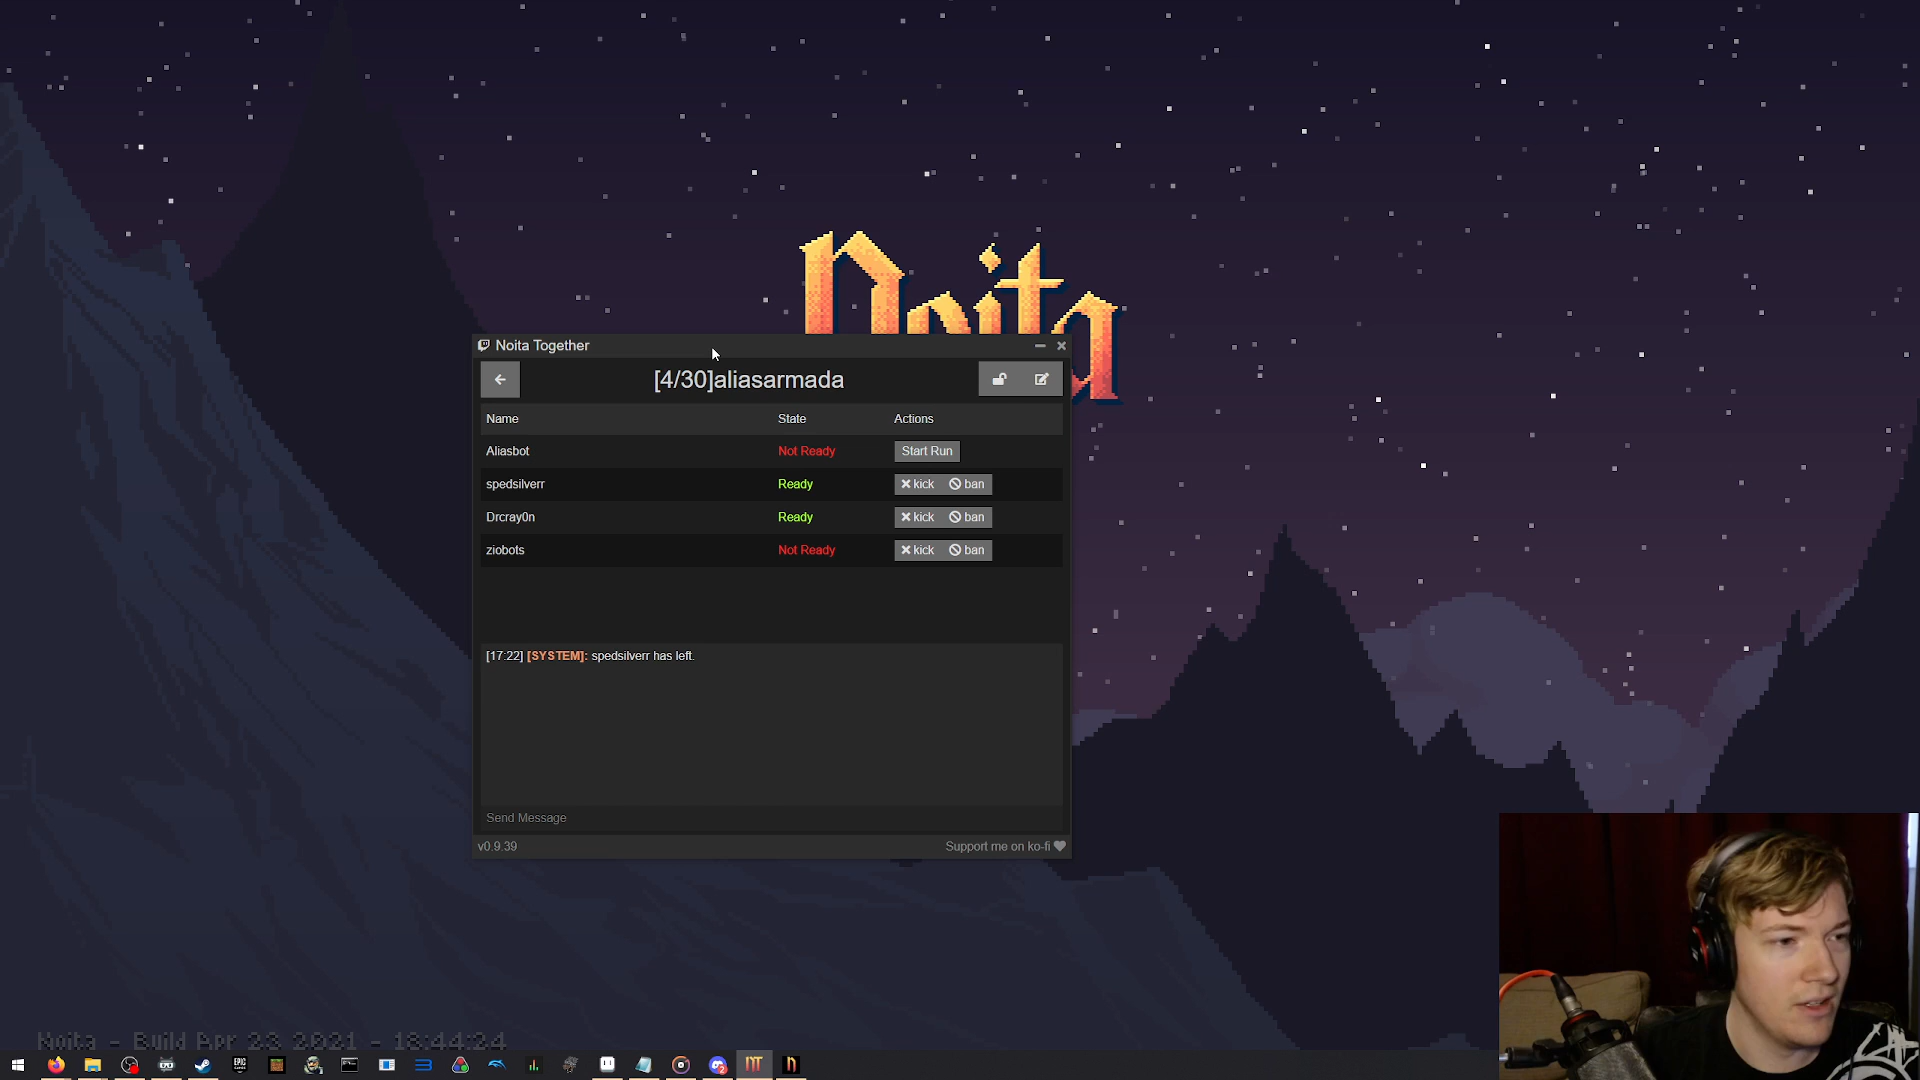 Noita
Noita Together
[4/30]aliasarmada
Name State Actions
Aliasbot Not Ready Start Run
spedsilverr Ready kick ban
Drcray0n Ready kick ban
ziobots Not Ready kick ban
[17:22] [SYSTEM]: spedsilverr has left.
Send Message
v0.9.39 Support me on ko-fi
Noita - Build Apr 23 2021 - 18:44:24